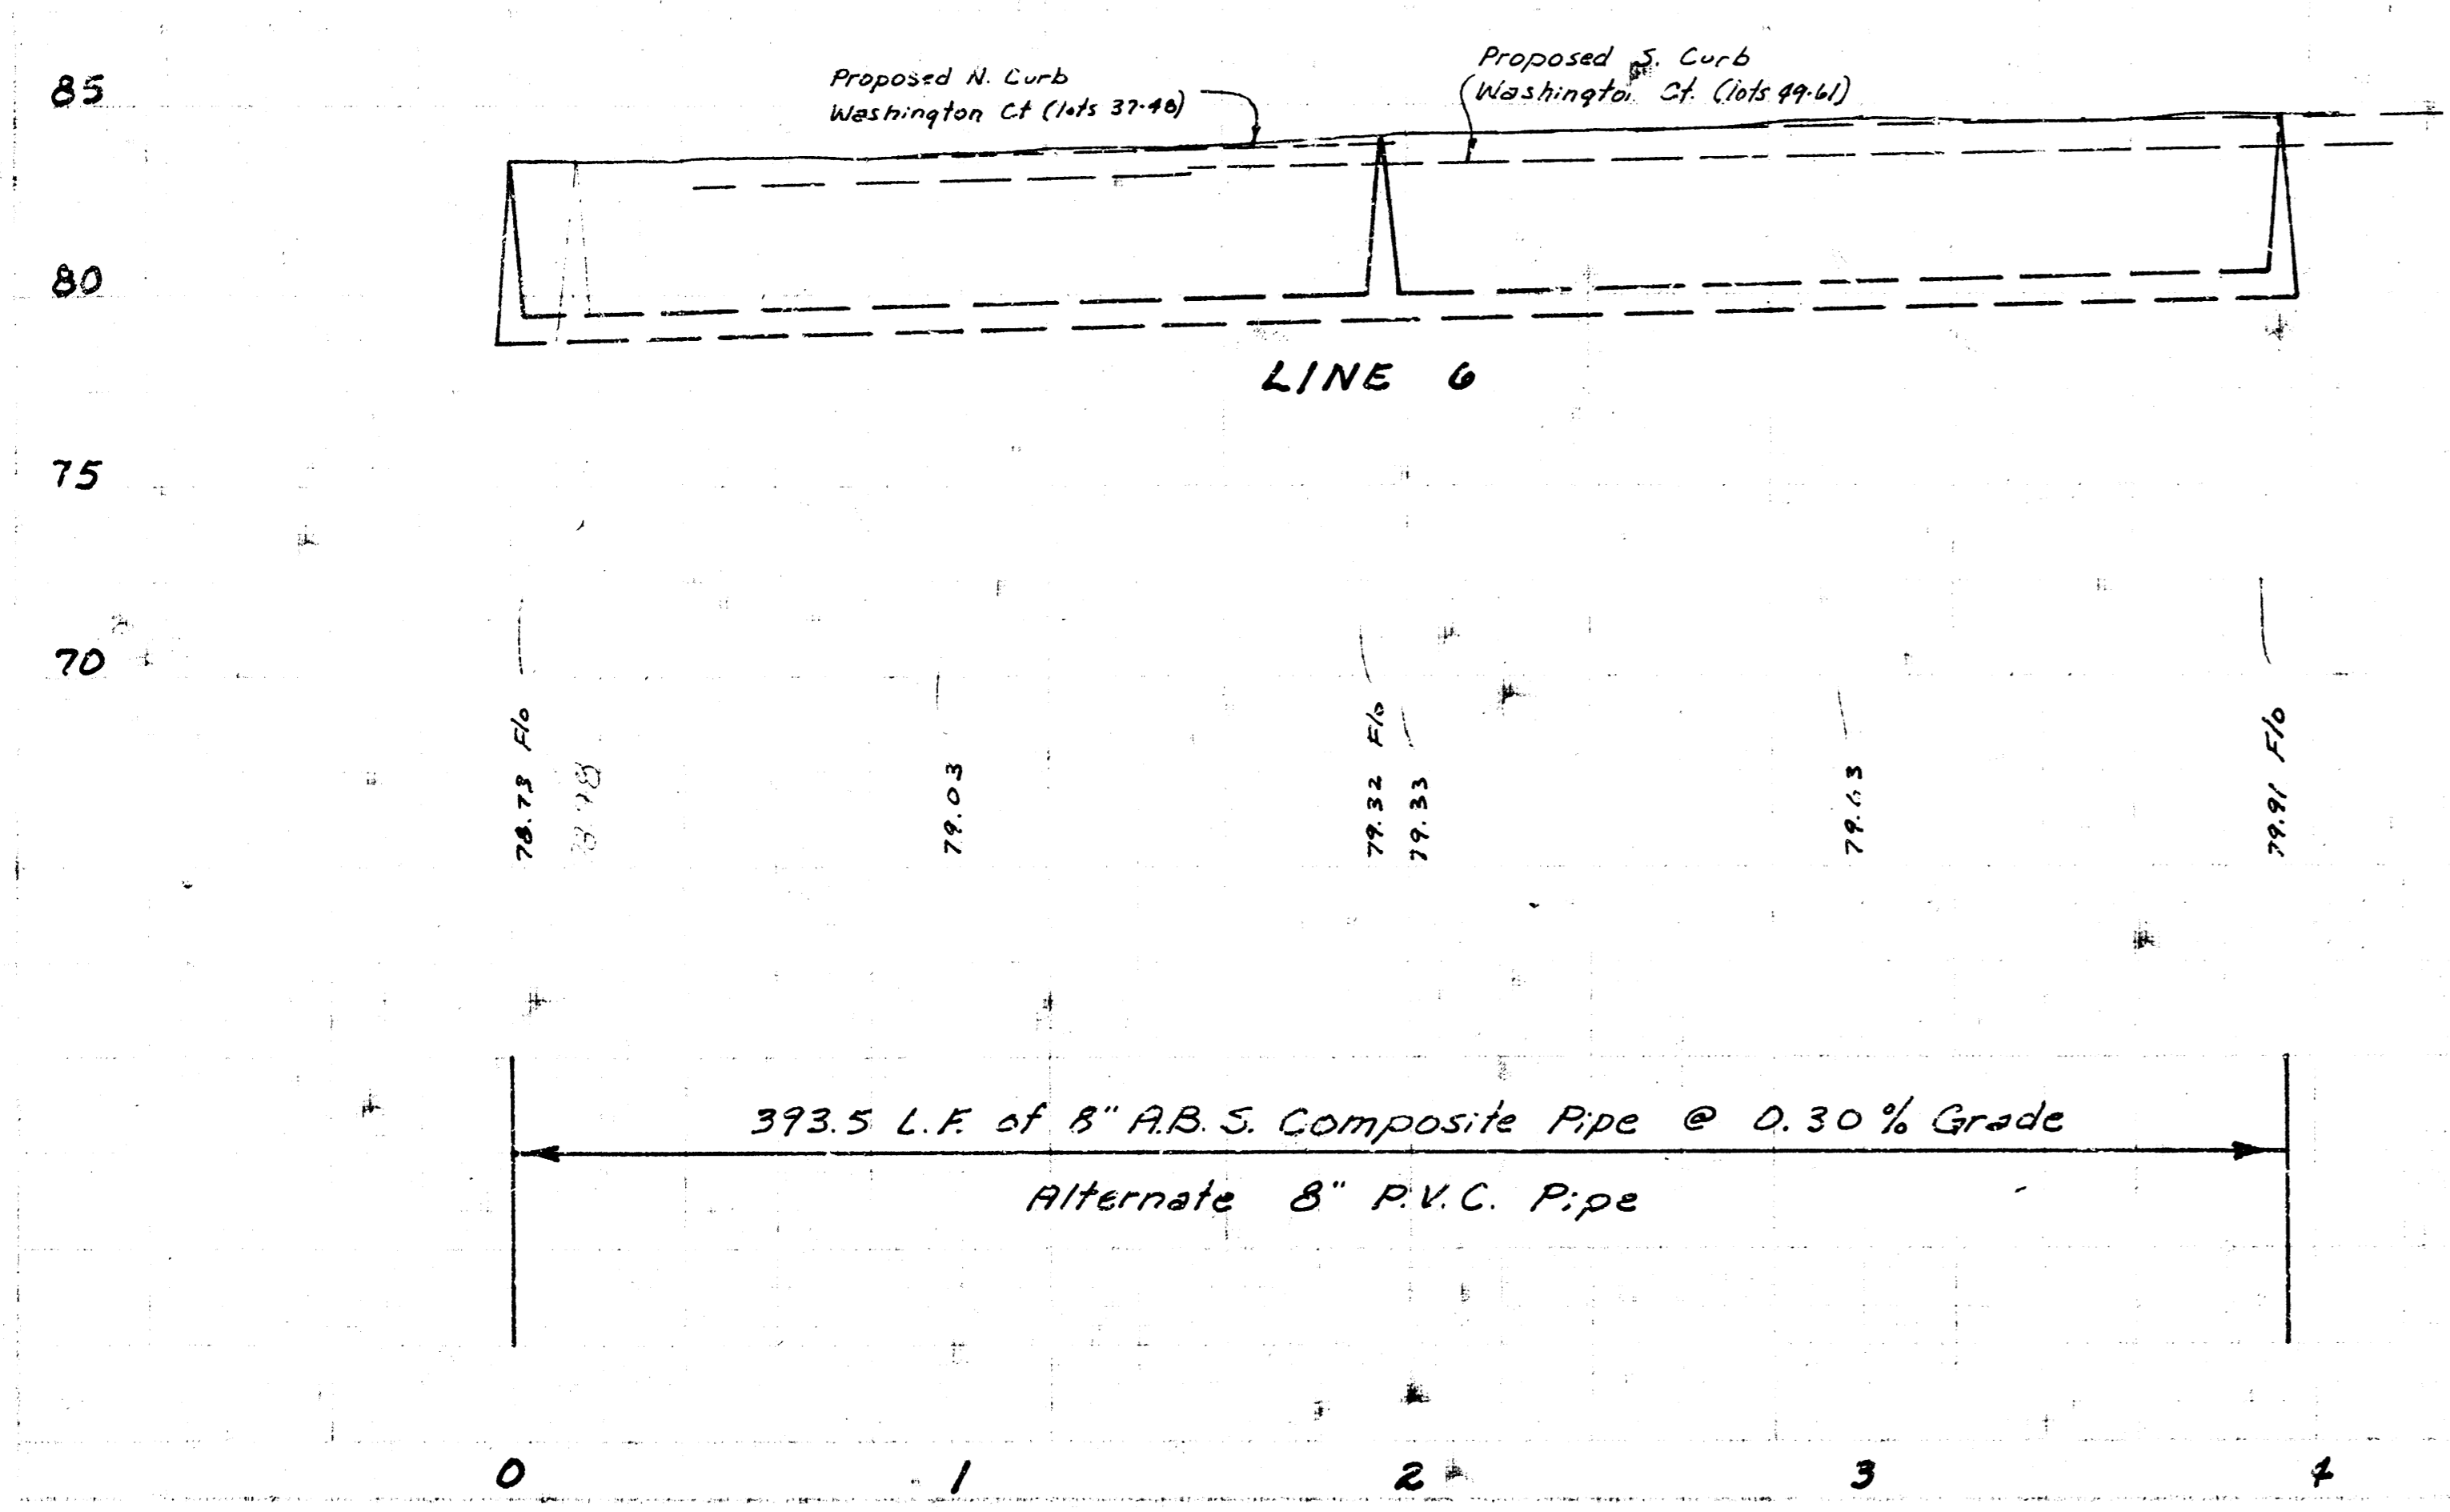 85
Proposed N. Curb
Washington Ct (lots 37-48)
Proposed S. Curb
Washington Ct. (lots 49-61)
80
LINE 6
75
70
78.73 F/o
79.03
79.32 F/o
79.33
79.63
79.91 F/o
393.5 L.F. of 8" A.B.S. Composite Pipe @ 0.30% Grade
Alternate 8" P.V.C. Pipe
0 1 2 3 4